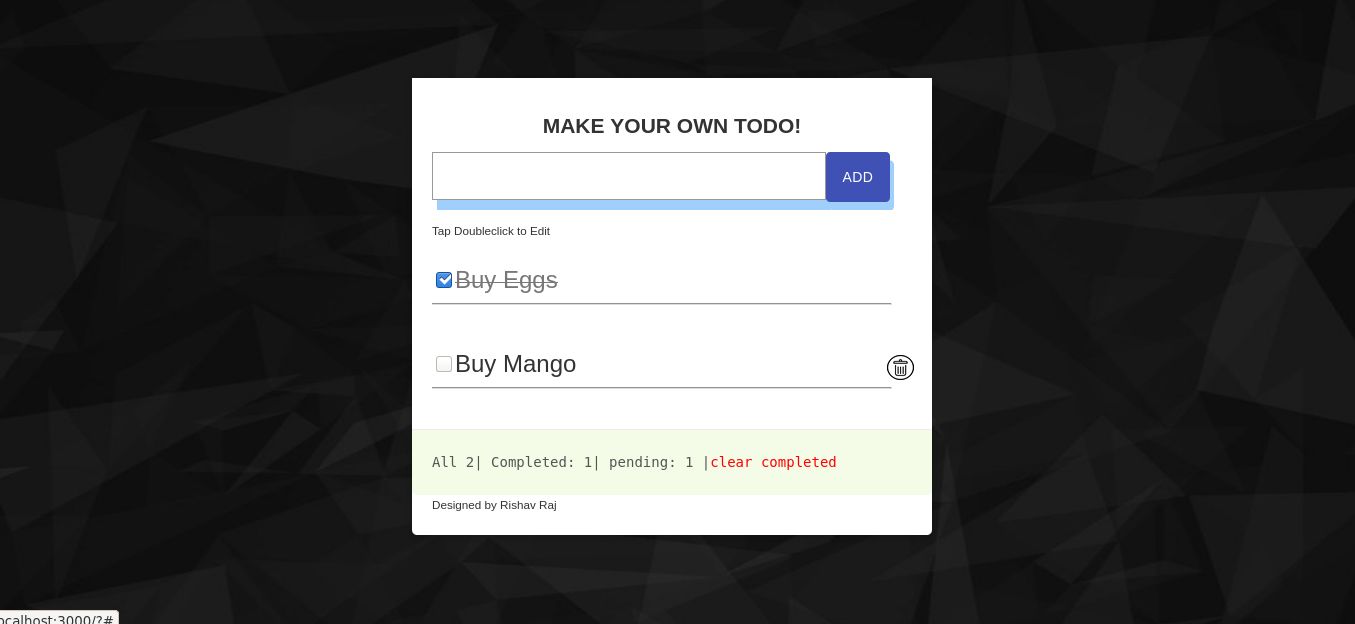 MAKE YOUR OWN TODO!
ADD
Tap Doubleclick to Edit
Buy Eggs
Buy Mango
All 2| Completed: 1| pending: 1 |clear completed
Designed by Rishav Raj
ocalhost:3000/?#